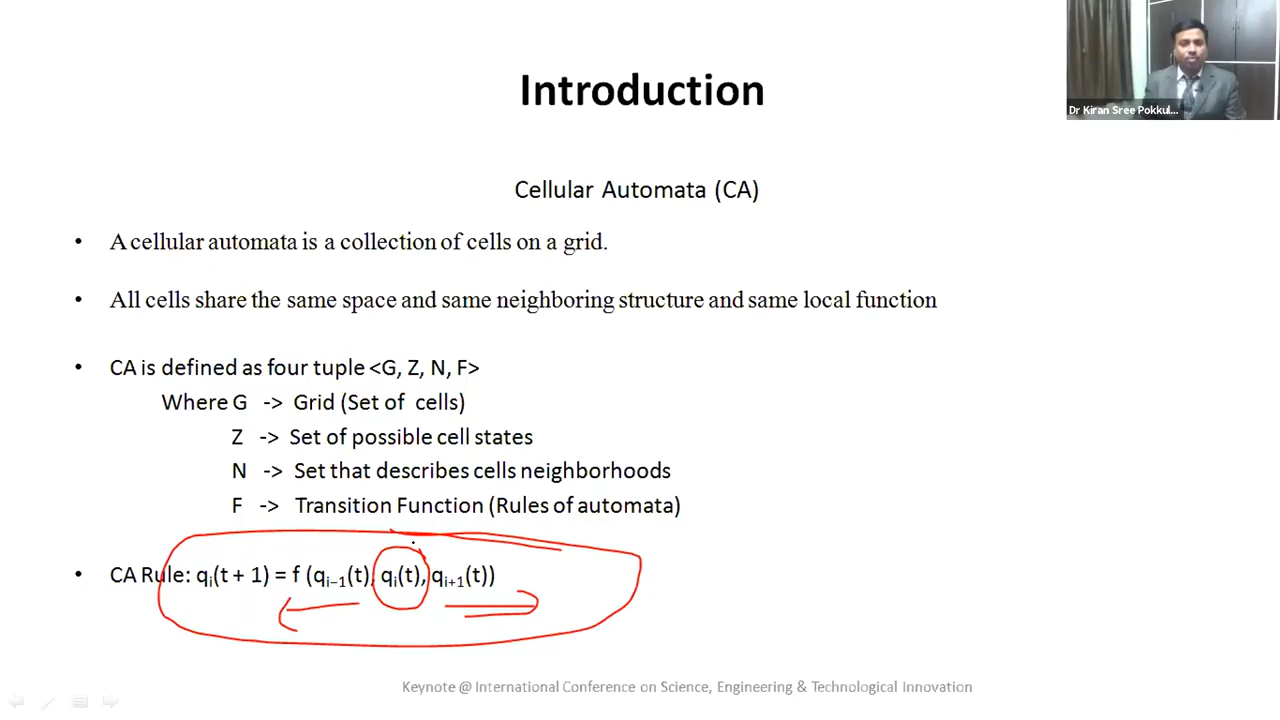 Introduction
Dr Kiran Sree Pokkul...
Cellular Automata (CA)
• A cellular automata is a collection of cells on a grid.
• All cells share the same space and same neighboring structure and same local function
• CA is defined as four tuple <G, Z, N, F>
Where G -> Grid (Set of cells)
Z -> Set of possible cell states
N -> Set that describes cells neighborhoods
F -> Transition Function (Rules of automata)
• CA Rule: qᵢ(t + 1) = f (qᵢ₋₁(t), qᵢ(t), qᵢ₊₁(t))
Keynote @ International Conference on Science, Engineering & Technological Innovation